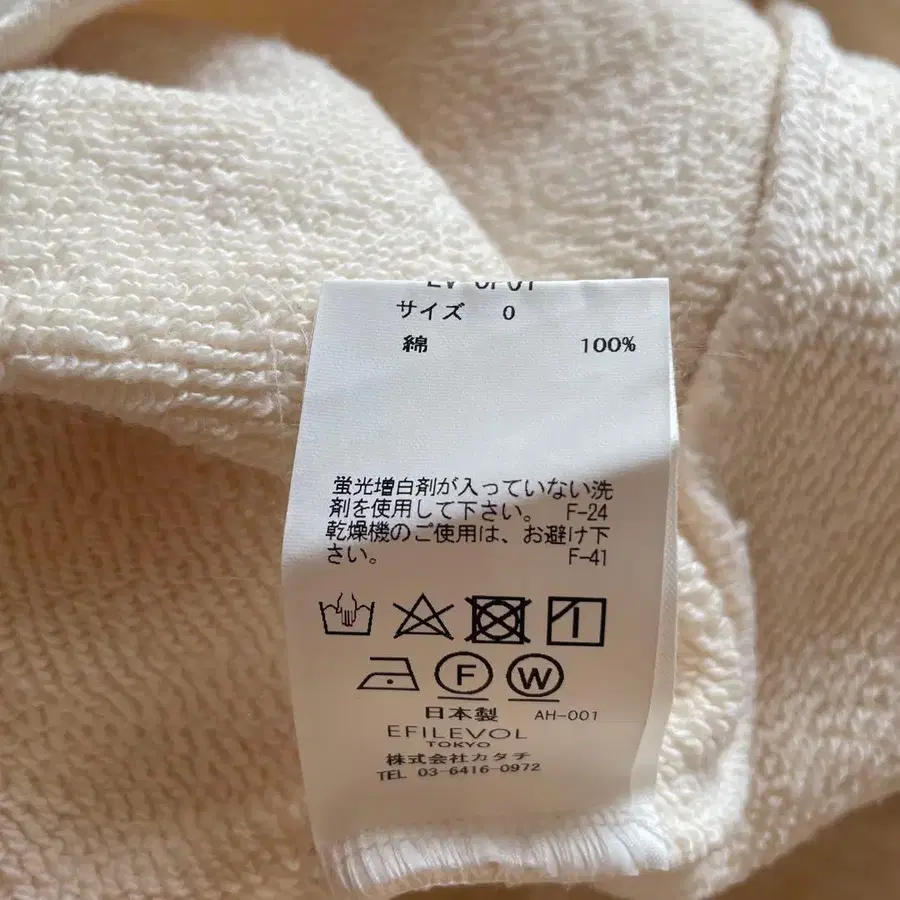 サイズ 0
綿 100%
蛍光増白剤が入っていない洗
剤を使用して下さい。 F-24
乾燥機のご使用は、お避け下
さい。 F-41
F W
日本製 AH-001
EFILEVOL
TOKYO
株式会社カタチ
TEL 03-6416-0972